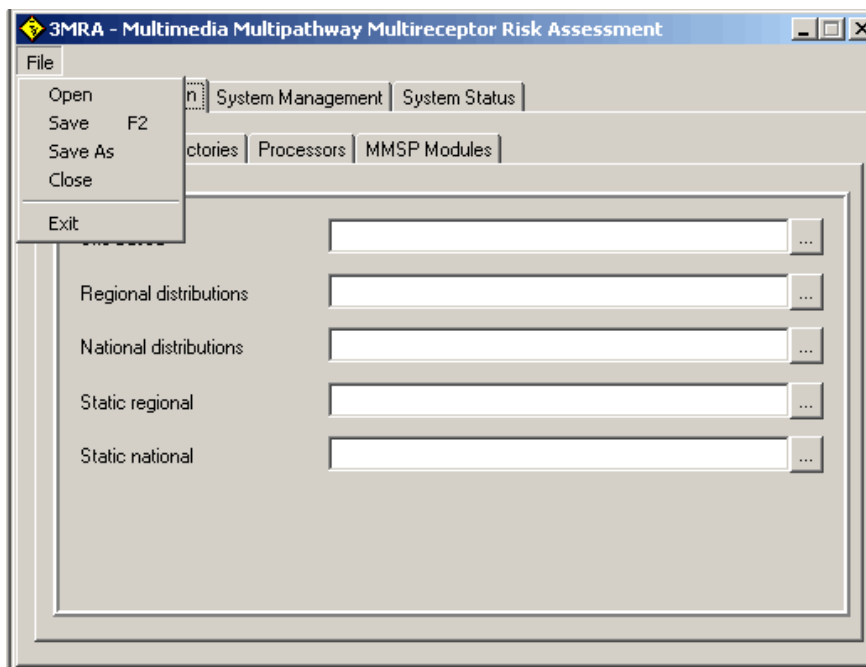 3MRA - Multimedia Multipathway Multireceptor Risk Assessment
File
Open
Save F2
Save As
Close
Exit
System Management
System Status
Processors
MMSP Modules
...
Regional distributions
...
National distributions
...
Static regional
...
Static national
...